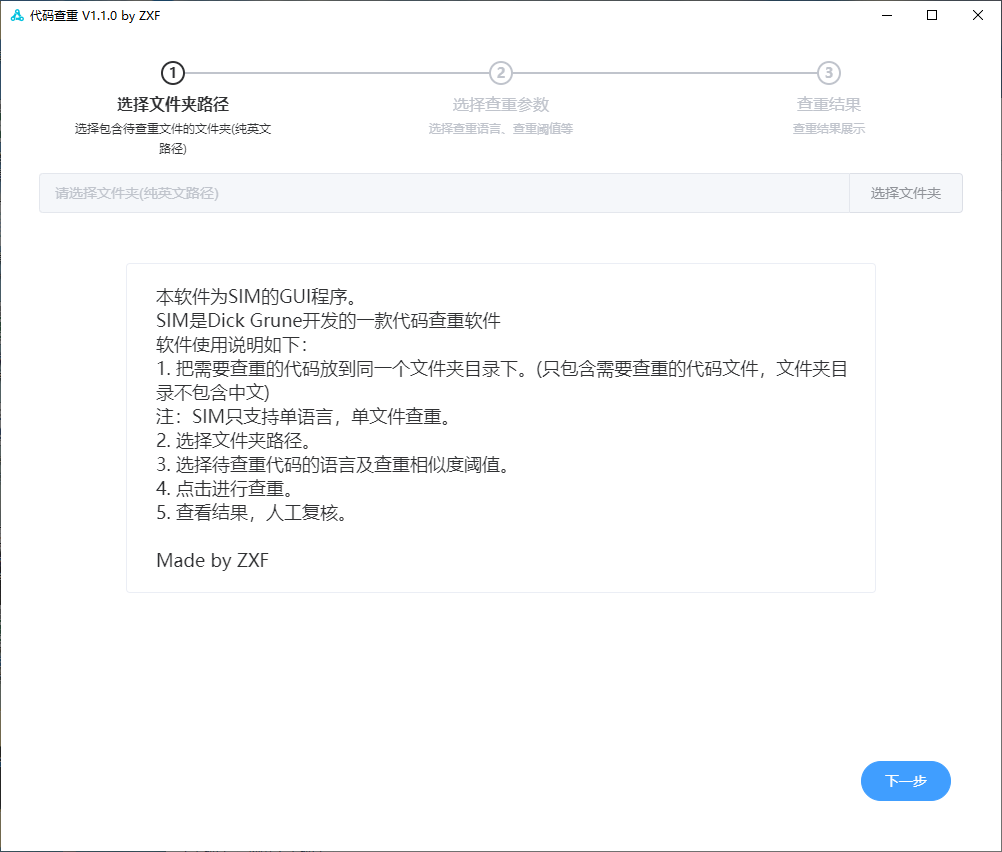 代码查重 V1.1.0 by ZXF
1
2
3
选择文件夹路径
选择查重参数
查重结果
选择包含待查重文件的文件夹(纯英文
路径)
选择查重语言、查重阈值等
查重结果展示
请选择文件夹(纯英文路径)
选择文件夹
本软件为SIM的GUI程序。
SIM是Dick Grune开发的一款代码查重软件
软件使用说明如下：
1. 把需要查重的代码放到同一个文件夹目录下。(只包含需要查重的代码文件，文件夹目
录不包含中文)
注：SIM只支持单语言，单文件查重。
2. 选择文件夹路径。
3. 选择待查重代码的语言及查重相似度阈值。
4. 点击进行查重。
5. 查看结果，人工复核。
Made by ZXF
下一步